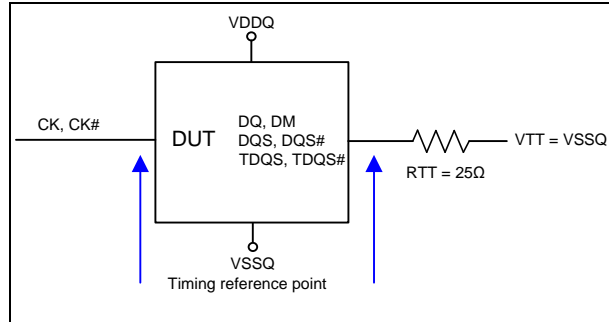 VDDQ
CK, CK#
DUT
DQ, DM
DQS, DQS#
TDQS, TDQS#
VTT = VSSQ
RTT = 25Ω
VSSQ
Timing reference point